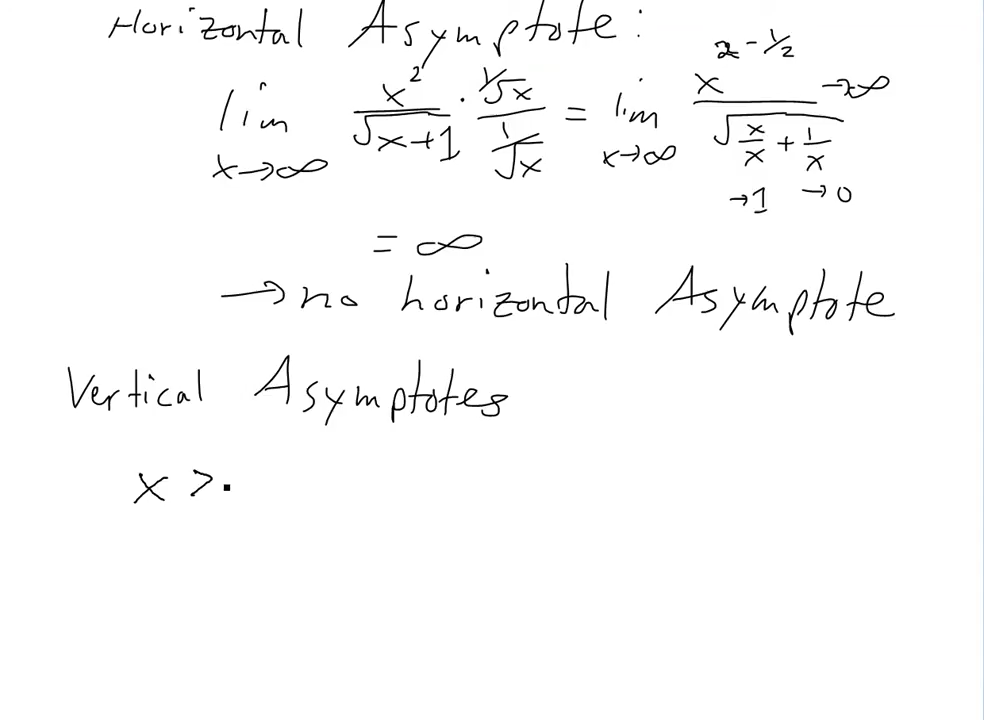 Horizontal Asymptote:
lim x→∞ x²/√x+1 · 1/√x / 1/√x = lim x→∞ x^2-1/2 →∞ / √x/x + 1/x →1 →0
= ∞
→ no horizontal Asymptote
Vertical Asymptotes
x >